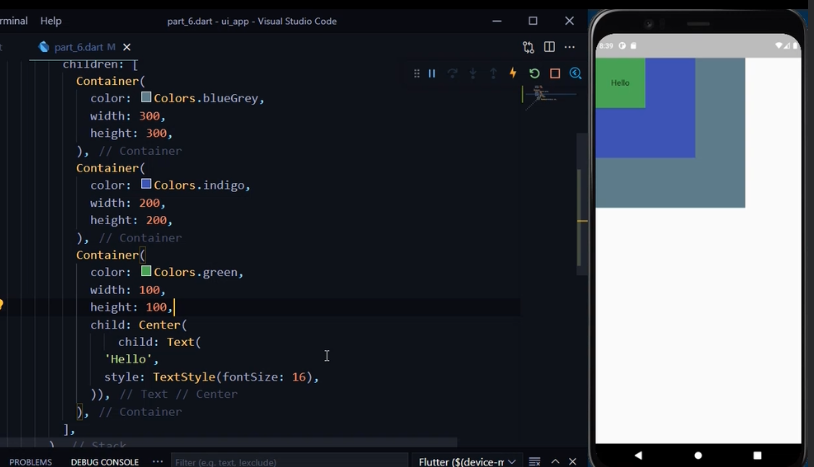 rminal Help part_6.dart - ui_app - Visual Studio Code
part_6.dart M
children: [
Container(
color: Colors.blueGrey,
width: 300,
height: 300,
), // Container
Container(
color: Colors.indigo,
width: 200,
height: 200,
), // Container
Container(
color: Colors.green,
width: 100,
height: 100,
child: Center(
child: Text(
'Hello',
style: TextStyle(fontSize: 16),
)), // Text // Center
), // Container
],
) // Stack
PROBLEMS DEBUG CONSOLE ... Filter (e.g. text, !exclude) Flutter ($(device-m
8:39
Hello